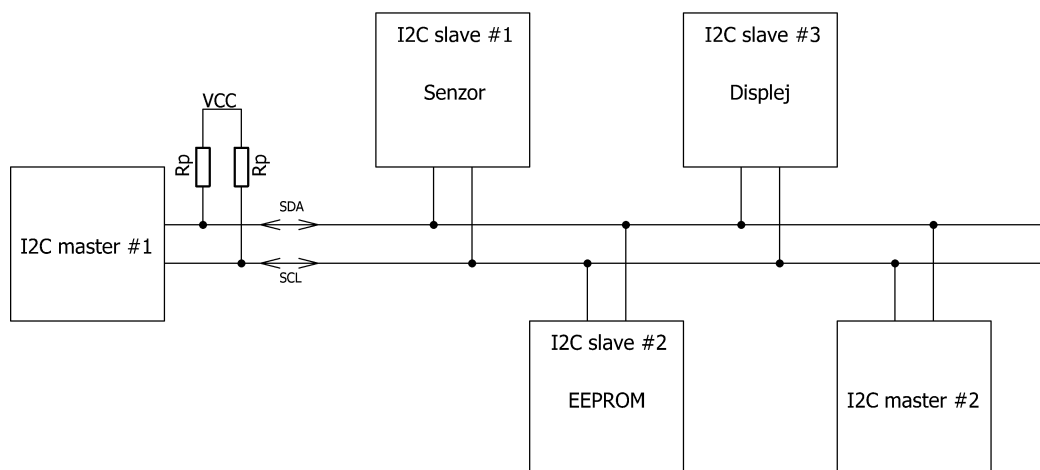 I2C slave #1
Senzor
I2C slave #3
Displej
VCC
Rp
Rp
I2C master #1
SDA
SCL
I2C slave #2
EEPROM
I2C master #2